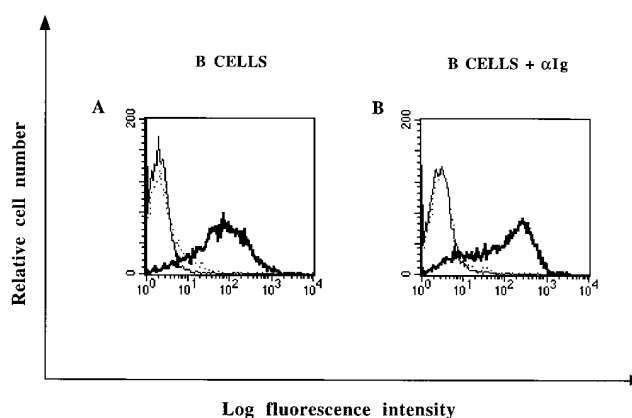 B CELLS
B CELLS + αIg
A
B
Relative cell number
200
0
10⁰ 10¹ 10² 10³ 10⁴
200
0
10⁰ 10¹ 10² 10³ 10⁴
Log fluorescence intensity